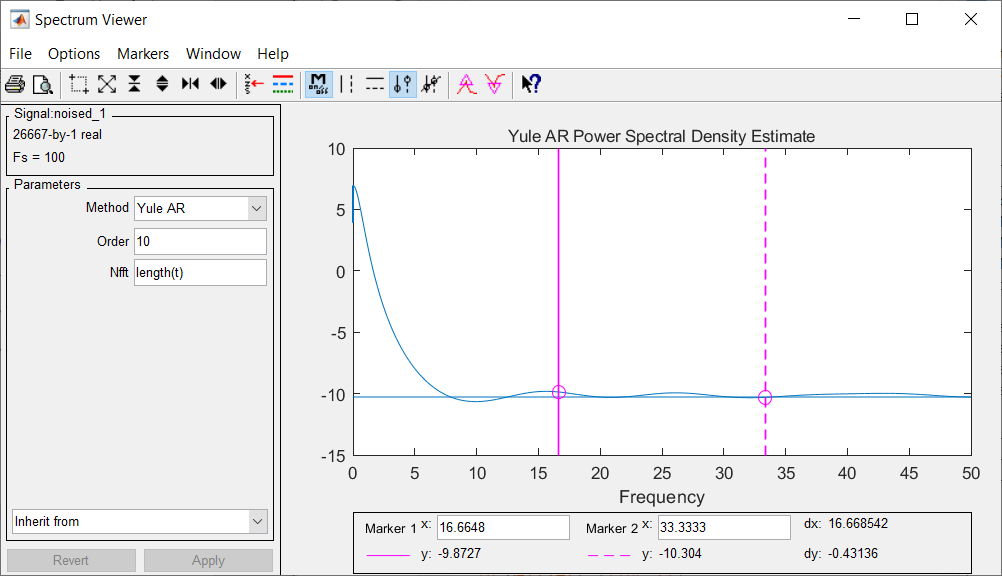 Spectrum Viewer
File Options Markers Window Help
M
on/off
Signal:noised_1
26667-by-1 real
Fs = 100
Parameters
Method Yule AR
Order 10
Nfft length(t)
Inherit from
Revert Apply
Yule AR Power Spectral Density Estimate
10
5
0
-5
-10
-15
0 5 10 15 20 25 30 35 40 45 50
Frequency
Marker 1 x: 16.6648 Marker 2 x: 33.3333 dx: 16.668542
y: -9.8727 y: -10.304 dy: -0.43136